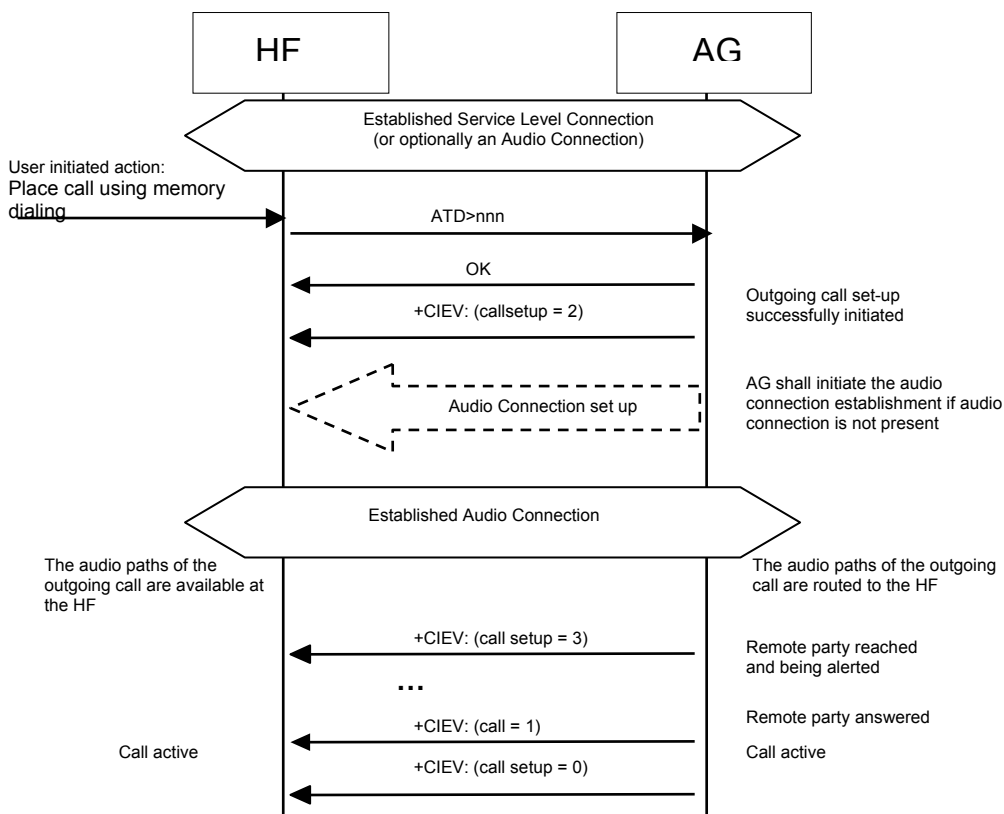 HF
AG
Established Service Level Connection
(or optionally an Audio Connection)
User initiated action:
Place call using memory
dialing
ATD>nnn
OK
+CIEV: (callsetup = 2)
Outgoing call set-up
successfully initiated
Audio Connection set up
AG shall initiate the audio
connection establishment if audio
connection is not present
Established Audio Connection
The audio paths of the
outgoing call are available at
the HF
The audio paths of the outgoing
call are routed to the HF
+CIEV: (call setup = 3)
Remote party reached
and being alerted
...
Remote party answered
+CIEV: (call = 1)
Call active
Call active
+CIEV: (call setup = 0)